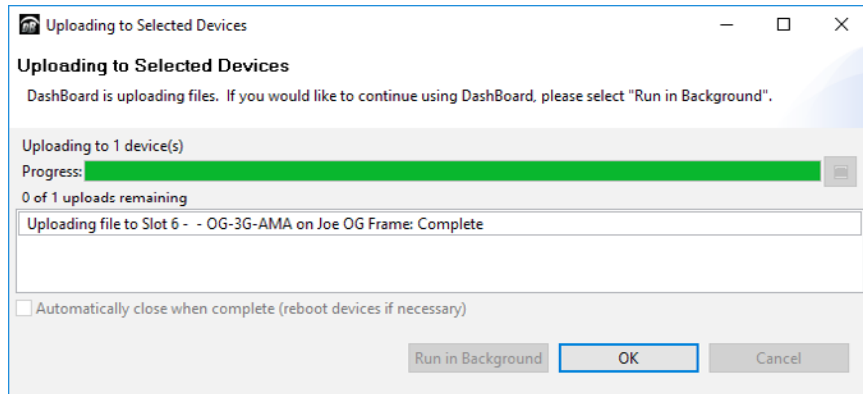 Uploading to Selected Devices
Uploading to Selected Devices
DashBoard is uploading files. If you would like to continue using DashBoard, please select "Run in Background".
Uploading to 1 device(s)
Progress:
0 of 1 uploads remaining
Uploading file to Slot 6 - - OG-3G-AMA on Joe OG Frame: Complete
Automatically close when complete (reboot devices if necessary)
Run in Background OK Cancel